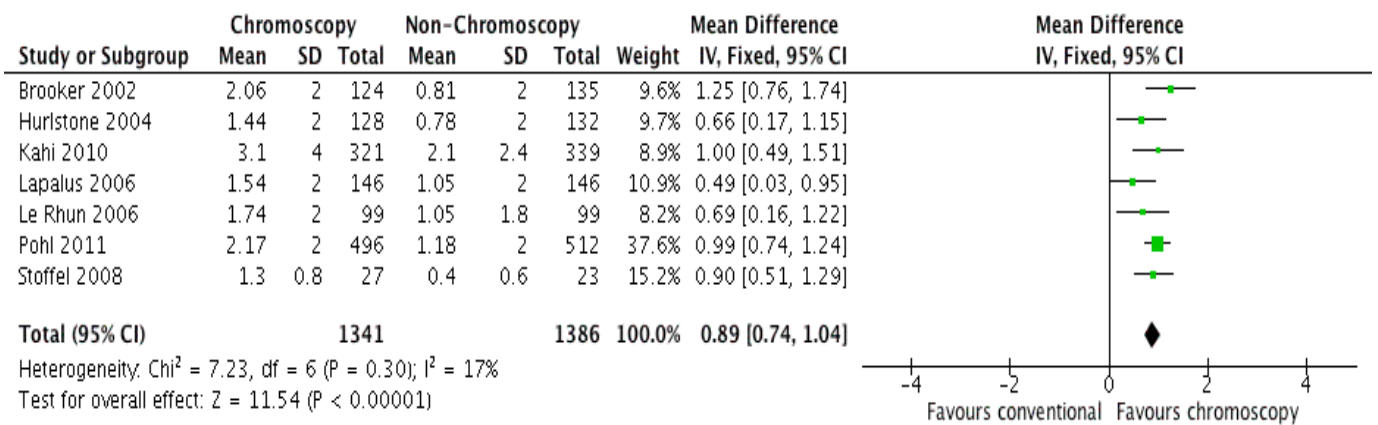 Chromoscopy Non-Chromoscopy Mean Difference Mean Difference
Study or Subgroup Mean SD Total Mean SD Total Weight IV, Fixed, 95% CI IV, Fixed, 95% CI
Brooker 2002 2.06 2 124 0.81 2 135 9.6% 1.25 [0.76, 1.74]
Hurlstone 2004 1.44 2 128 0.78 2 132 9.7% 0.66 [0.17, 1.15]
Kahi 2010 3.1 4 321 2.1 2.4 339 8.9% 1.00 [0.49, 1.51]
Lapalus 2006 1.54 2 146 1.05 2 146 10.9% 0.49 [0.03, 0.95]
Le Rhun 2006 1.74 2 99 1.05 1.8 99 8.2% 0.69 [0.16, 1.22]
Pohl 2011 2.17 2 496 1.18 2 512 37.6% 0.99 [0.74, 1.24]
Stoffel 2008 1.3 0.8 27 0.4 0.6 23 15.2% 0.90 [0.51, 1.29]
Total (95% CI) 1341 1386 100.0% 0.89 [0.74, 1.04]
Heterogeneity: Chi² = 7.23, df = 6 (P = 0.30); I² = 17%
Test for overall effect: Z = 11.54 (P < 0.00001)
-4 -2 0 2 4
Favours conventional Favours chromoscopy